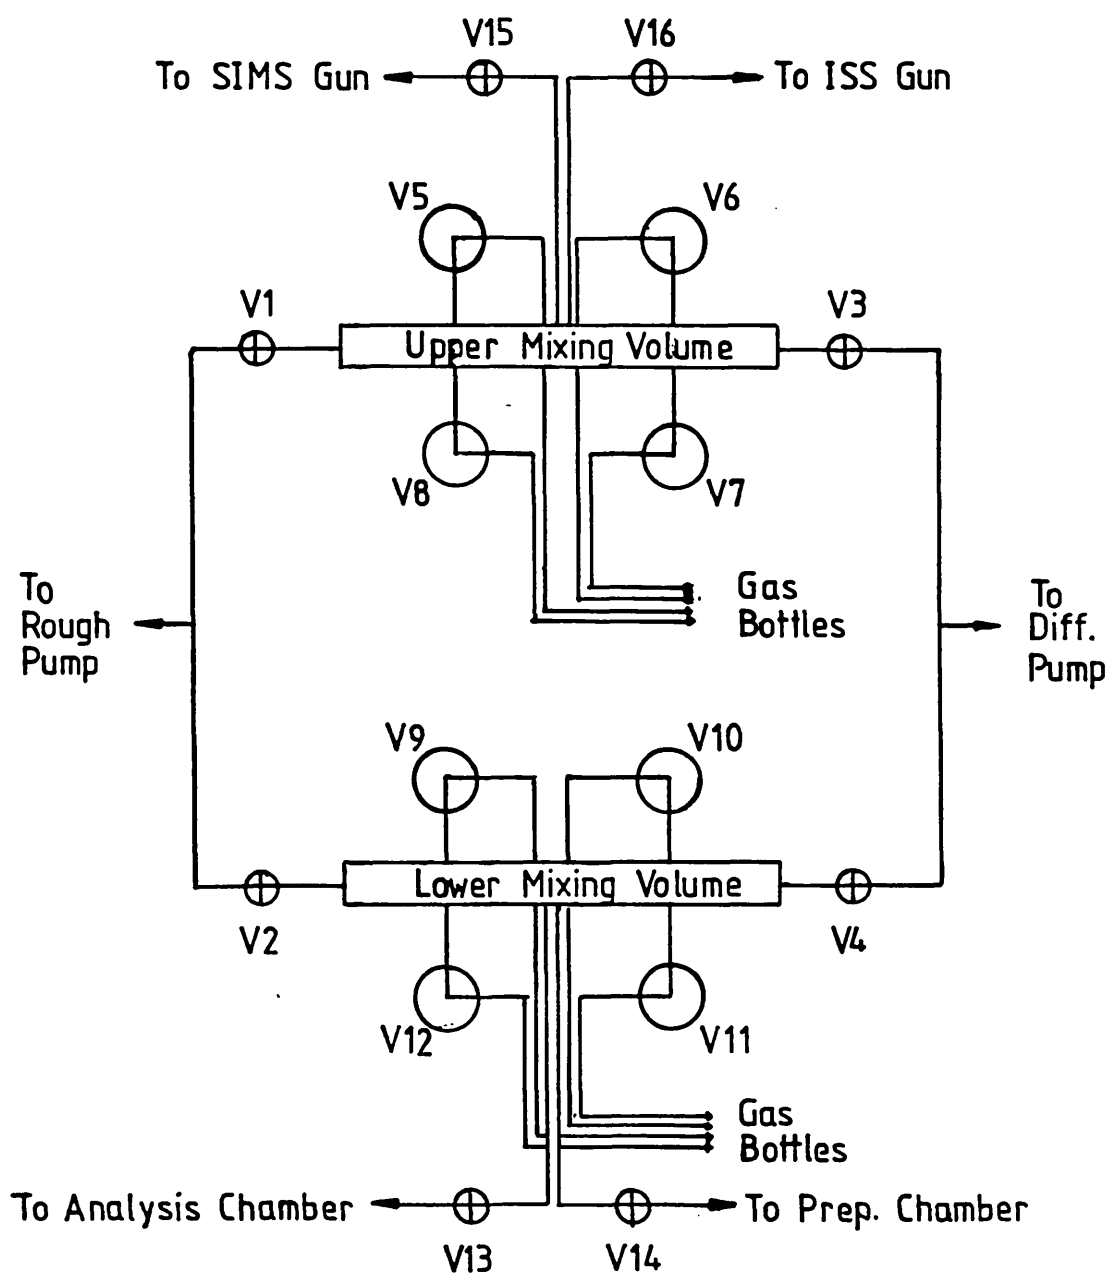 V15
V16
To SIMS Gun
To ISS Gun
V5
V6
V1
V3
Upper Mixing Volume
V8
V7
To
Rough
Pump
Gas
Bottles
To
Diff.
Pump
V9
V10
Lower Mixing Volume
V2
V4
V12
V11
Gas
Bottles
To Analysis Chamber
To Prep. Chamber
V13
V14